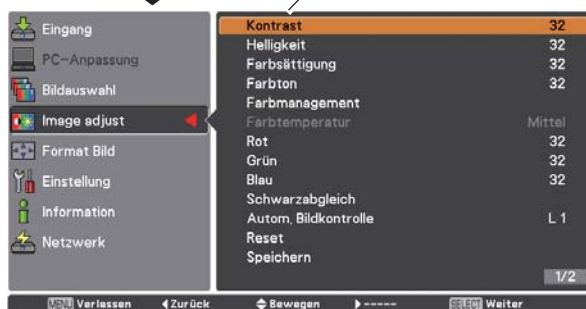 Eingang
PC-Anpassung
Bildauswahl
Image adjust
Format Bild
Einstellung
Information
Netzwerk
Kontrast 32
Helligkeit 32
Farbsättigung 32
Farbton 32
Farbmanagement
Farbtemperatur Mittel
Rot 32
Grün 32
Blau 32
Schwarzabgleich
Autom. Bildkontrolle L 1
Reset
Speichern
1/2
MENU Verlassen Zurück Bewegen ----- SELECT Weiter